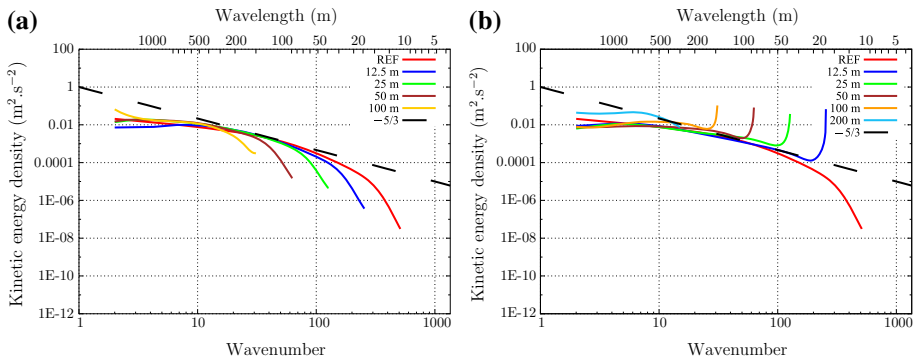 (a)
Wavelength (m)
1000 500 200 100 50 20 10 5
Kinetic energy density (m².s⁻²)
100
1
0.01
0.0001
1E-06
1E-08
1E-10
1E-12
REF
12.5 m
25 m
50 m
100 m
−5/3
1 10 100 1000
Wavenumber
(b)
Wavelength (m)
1000 500 200 100 50 20 10 5
Kinetic energy density (m².s⁻²)
100
1
0.01
0.0001
1E-06
1E-08
1E-10
1E-12
REF
12.5 m
25 m
50 m
100 m
200 m
−5/3
1 10 100 1000
Wavenumber